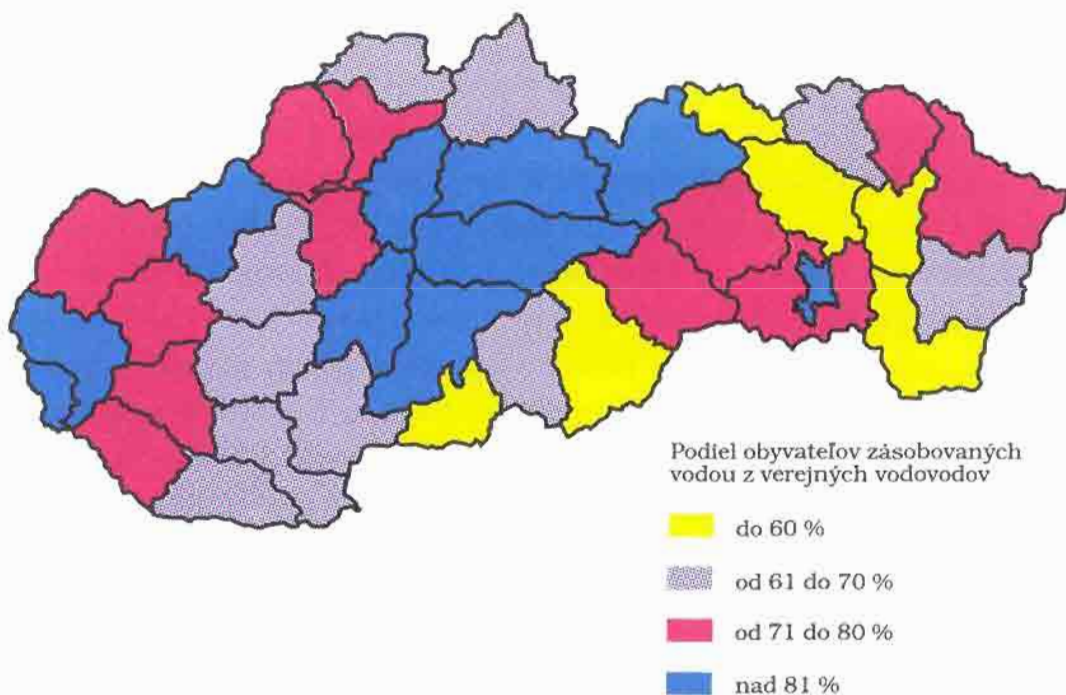 Podiel obyvateľov zásobovaných
vodou z verejných vodovodov
do 60 %
od 61 do 70 %
od 71 do 80 %
nad 81 %